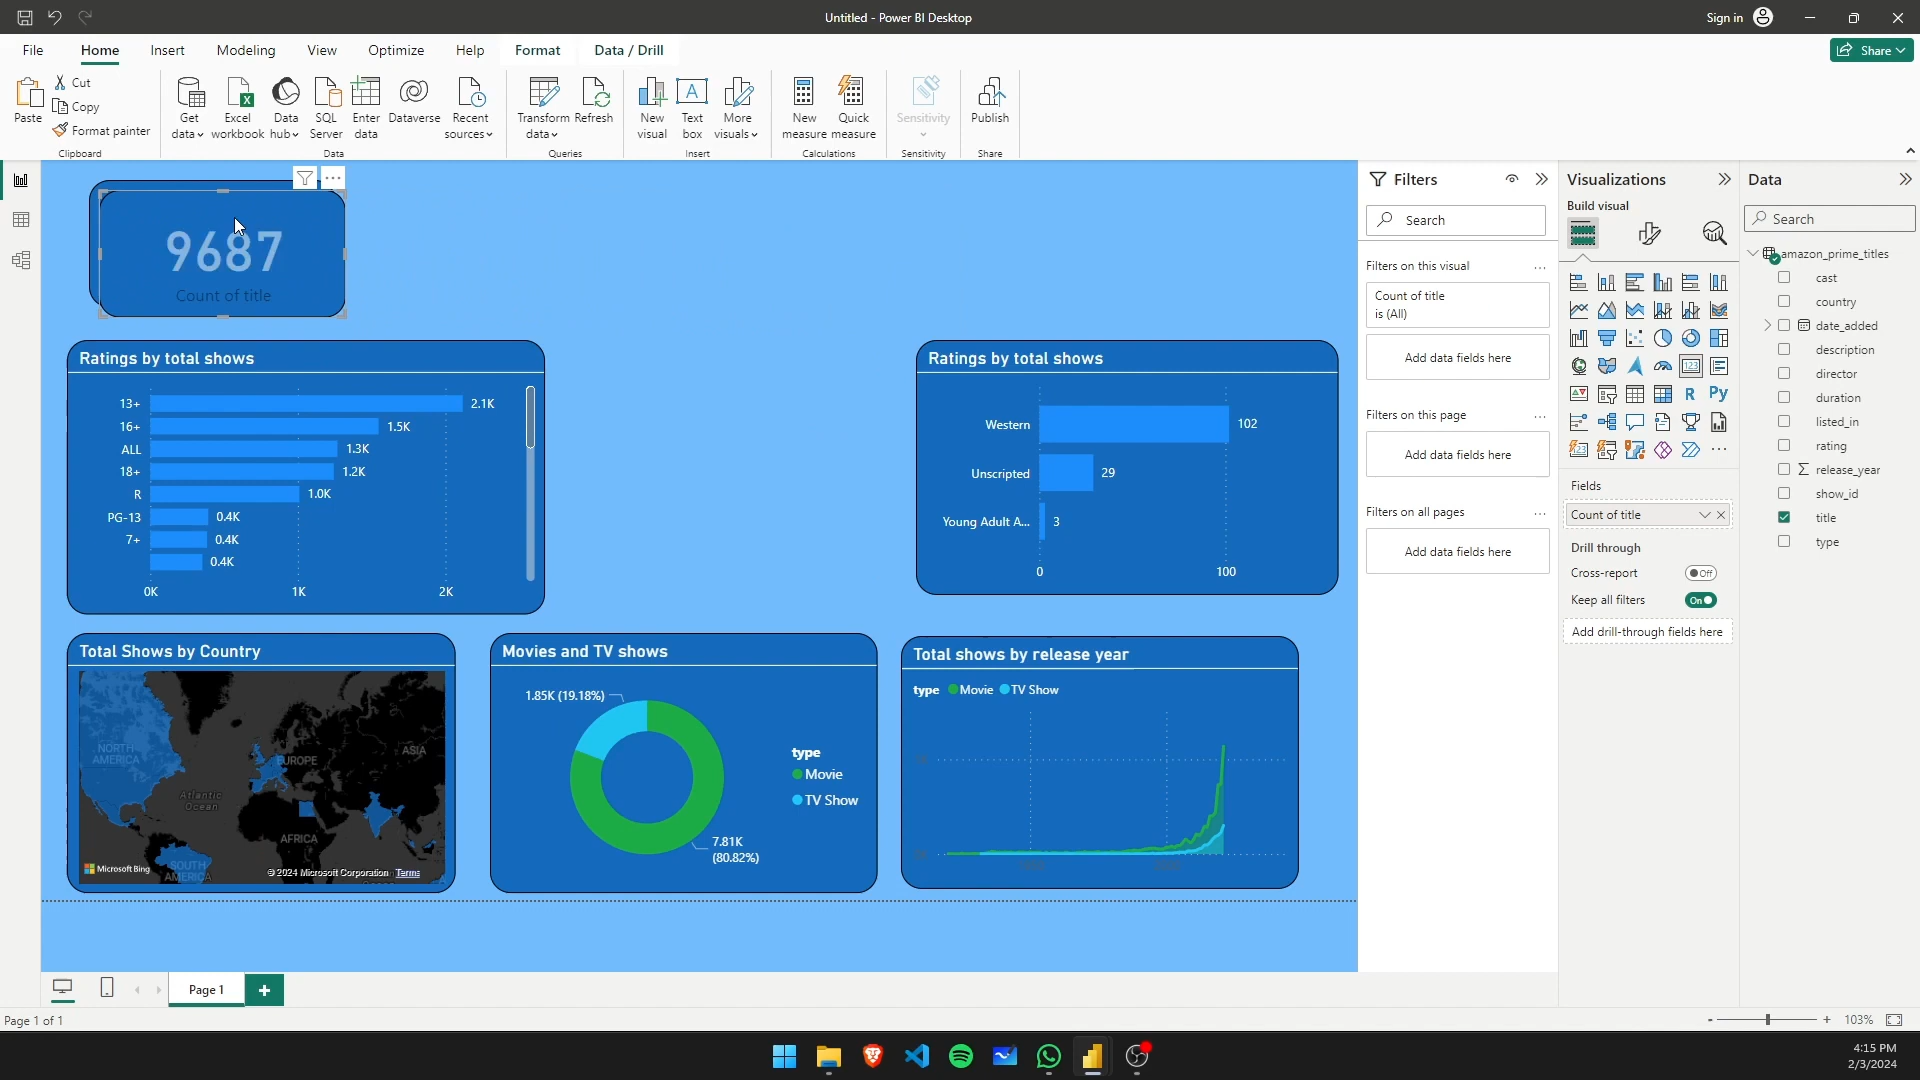 Untitled - Power BI Desktop
Sign in
File
Home
Insert
Modeling
View
Optimize
Help
Format
Data / Drill
Share
Paste
Cut
Copy
Format painter
Clipboard
Get data
Excel workbook
Data hub
SQL Server
Enter data
Dataverse
Recent sources
Data
Transform data
Refresh
Queries
New visual
Text box
More visuals
Insert
New measure
Quick measure
Calculations
Sensitivity
Sensitivity
Publish
Share
9687
Count of title
Ratings by total shows
13+
2.1K
16+
1.5K
ALL
1.3K
18+
1.2K
R
1.0K
PG-13
0.4K
7+
0.4K
0.4K
0K
1K
2K
Ratings by total shows
Western
102
Unscripted
29
Young Adult A...
3
0
100
Total Shows by Country
NORTH AMERICA
EUROPE
ASIA
Atlantic Ocean
AFRICA
SOUTH AMERICA
Microsoft Bing
© 2024 Microsoft Corporation
Terms
Movies and TV shows
1.85K (19.18%)
7.81K
(80.82%)
type
Movie
TV Show
Total shows by release year
type
Movie
TV Show
Filters
Search
Filters on this visual
Count of title
is (All)
Add data fields here
Filters on this page
Add data fields here
Filters on all pages
Add data fields here
Visualizations
Build visual
R
Py
Fields
Count of title
Drill through
Cross-report
Off
Keep all filters
On
Add drill-through fields here
Data
Search
amazon_prime_titles
cast
country
date_added
description
director
duration
listed_in
rating
release_year
show_id
title
type
Page 1
Page 1 of 1
103%
4:15 PM
2/3/2024